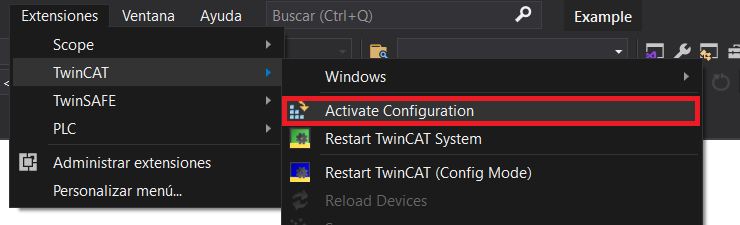 Extensiones Ventana Ayuda Buscar (Ctrl+Q) Example
Scope
TwinCAT
TwinSAFE
PLC
Administrar extensiones
Personalizar menú...
Windows
Activate Configuration
Restart TwinCAT System
Restart TwinCAT (Config Mode)
Reload Devices